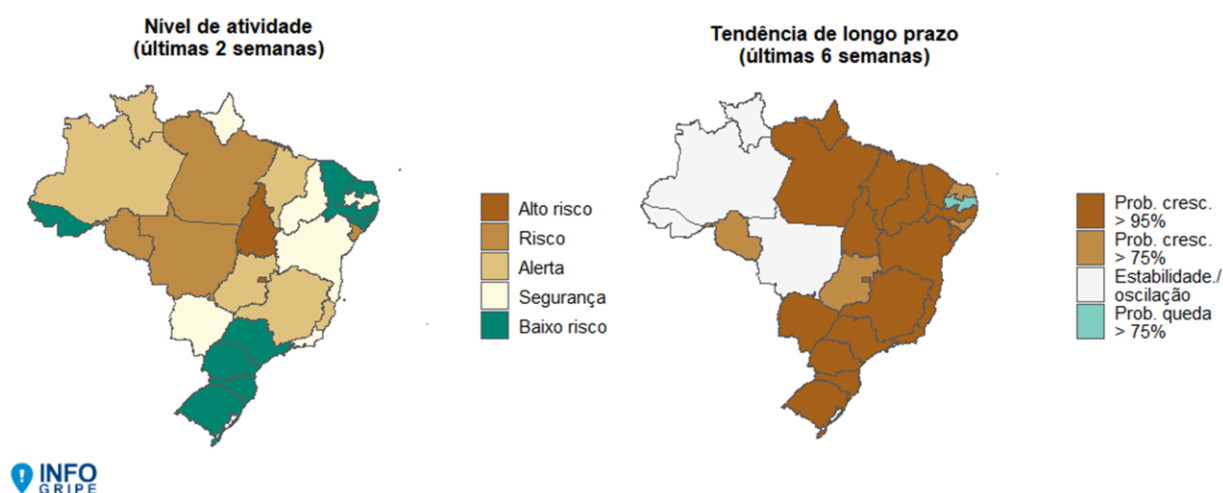 Nível de atividade
(últimas 2 semanas)
Alto risco
Risco
Alerta
Segurança
Baixo risco
Tendência de longo prazo
(últimas 6 semanas)
Prob. cresc.
> 95%
Prob. cresc.
> 75%
Estabilidade./
oscilação
Prob. queda
> 75%
INFO
GRIPE